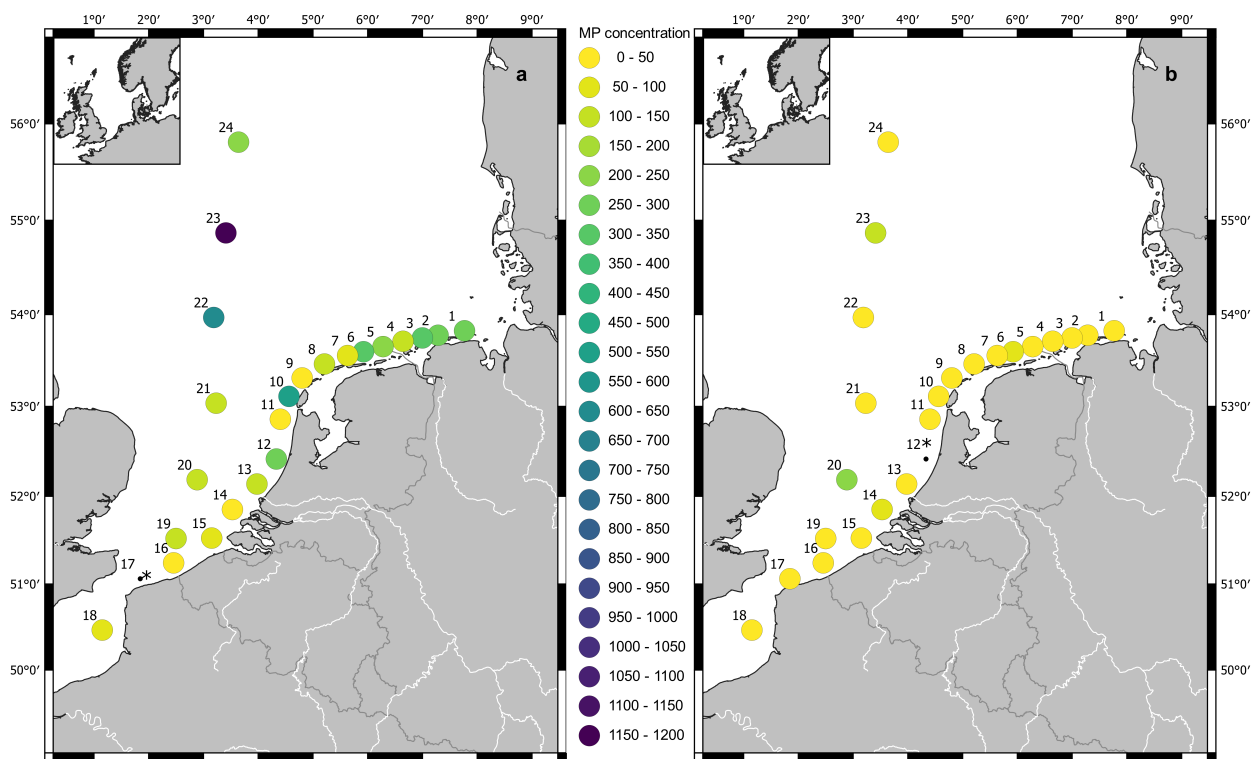 1°0′ 2°0′ 3°0′ 4°0′ 5°0′ 6°0′ 7°0′ 8°0′ 9°0′
a
56°0′
55°0′
54°0′
53°0′
52°0′
51°0′
50°0′
24
23
22
1
2
3
4
5
6
7
8
9
10
11
12
13
14
15
16
17 *
18
19
20
21
MP concentration
0 - 50
50 - 100
100 - 150
150 - 200
200 - 250
250 - 300
300 - 350
350 - 400
400 - 450
450 - 500
500 - 550
550 - 600
600 - 650
650 - 700
700 - 750
750 - 800
800 - 850
850 - 900
900 - 950
950 - 1000
1000 - 1050
1050 - 1100
1100 - 1150
1150 - 1200
1°0′ 2°0′ 3°0′ 4°0′ 5°0′ 6°0′ 7°0′ 8°0′ 9°0′
b
56°0′
55°0′
54°0′
53°0′
52°0′
51°0′
50°0′
24
23
22
1
2
3
4
5
6
7
8
9
10
11
12 *
13
14
15
16
17
18
19
20
21